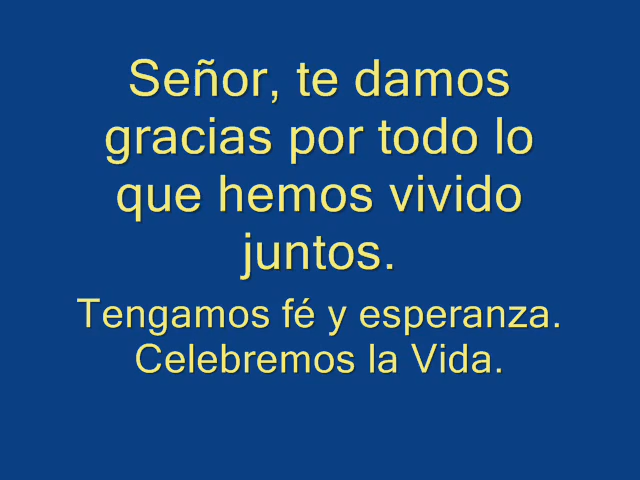 Señor, te damos
gracias por todo lo
que hemos vivido
juntos.
Tengamos fé y esperanza.
Celebremos la Vida.